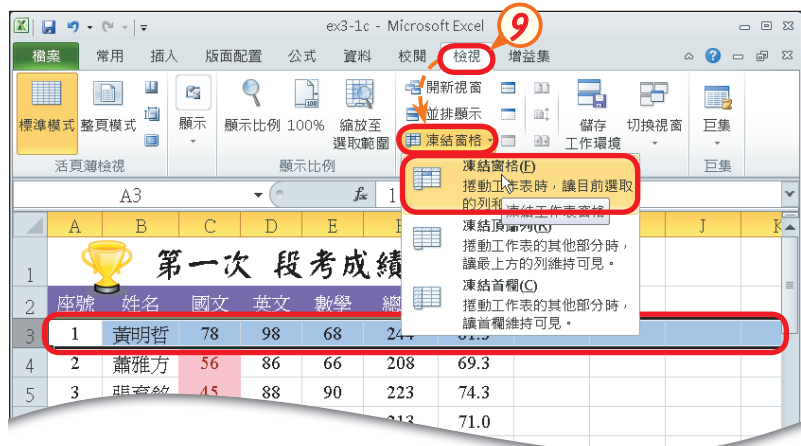 ex3-1c - Microsoft Excel
9
檔案 常用 插入 版面配置 公式 資料 校閱 檢視 增益集
標準模式 整頁模式 顯示 顯示比例 100% 縮放至選取範圍 開新視窗 並排顯示 凍結窗格 儲存工作環境 切換視窗 巨集
活頁簿檢視 顯示比例 巨集
凍結窗格(F)
捲動工作表時，讓目前選取
的列和
凍結工作表窗格
凍結頂端列(R)
捲動工作表的其他部分時，
讓最上方的列維持可見。
凍結首欄(C)
捲動工作表的其他部分時，
讓首欄維持可見。
A3 fx 1
A B C D E J K
1 第一次 段考成績
2 座號 姓名 國文 英文 數學 總
3 1 黃明哲 78 98 68 244 81.3
4 2 蕭雅方 56 86 66 208 69.3
5 3 45 88 90 223 74.3
213 71.0